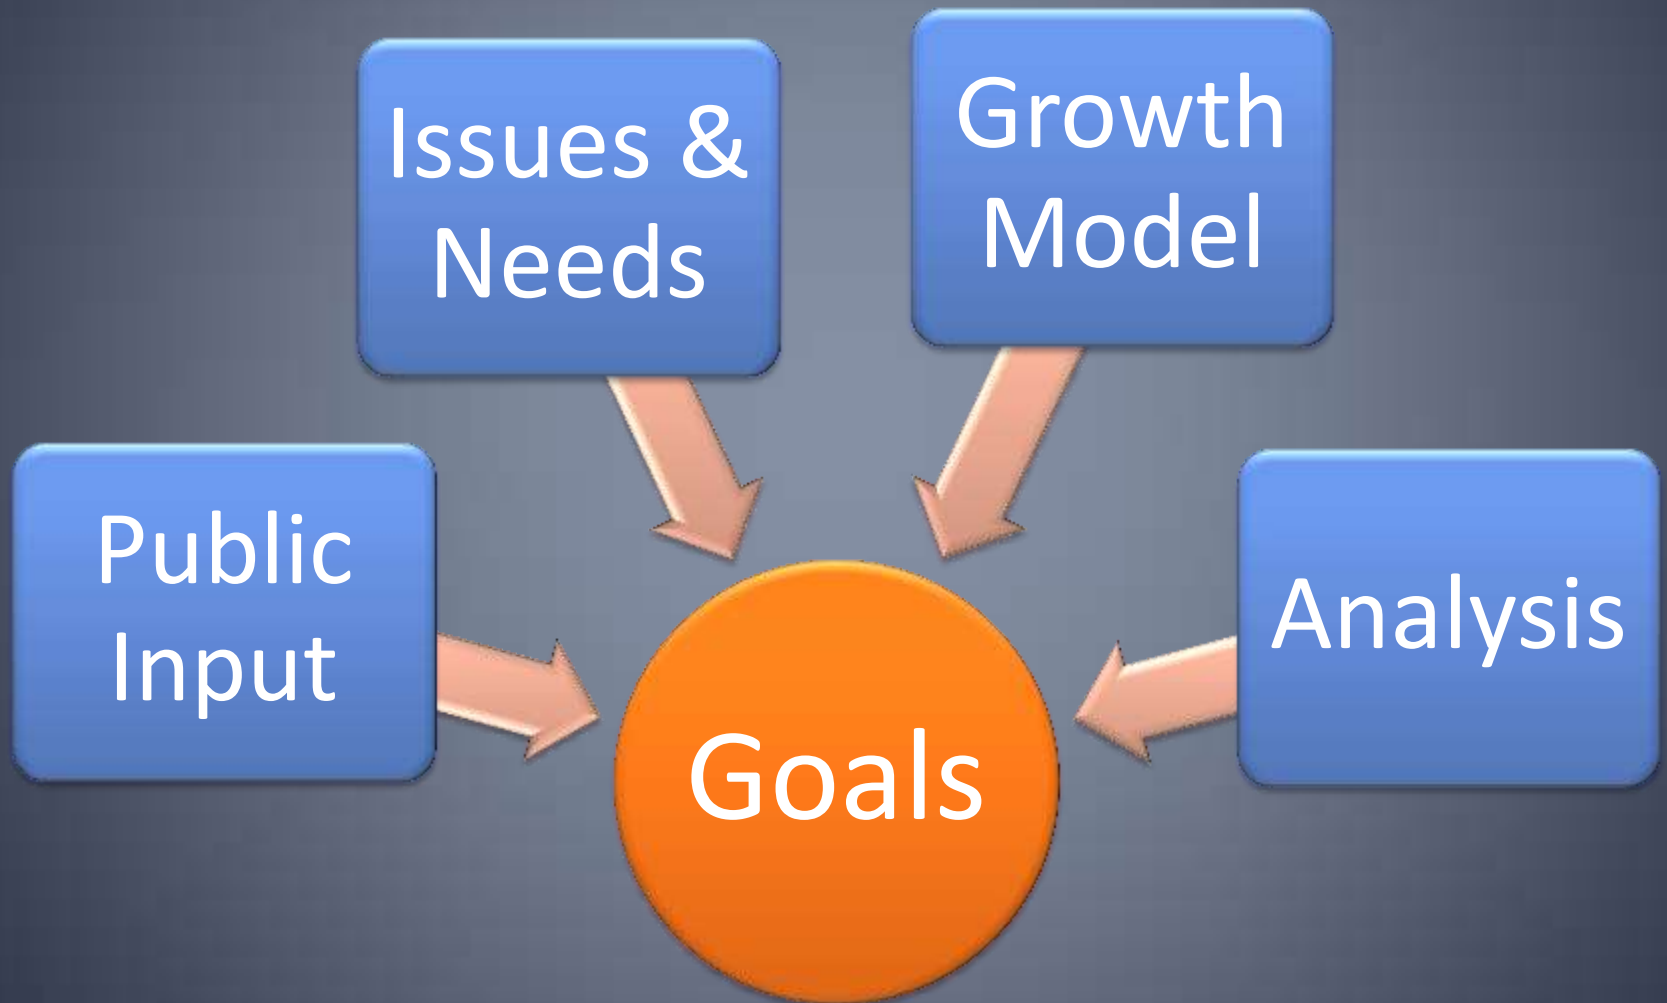 Issues &
Needs
Growth
Model
Public
Input
Analysis
Goals